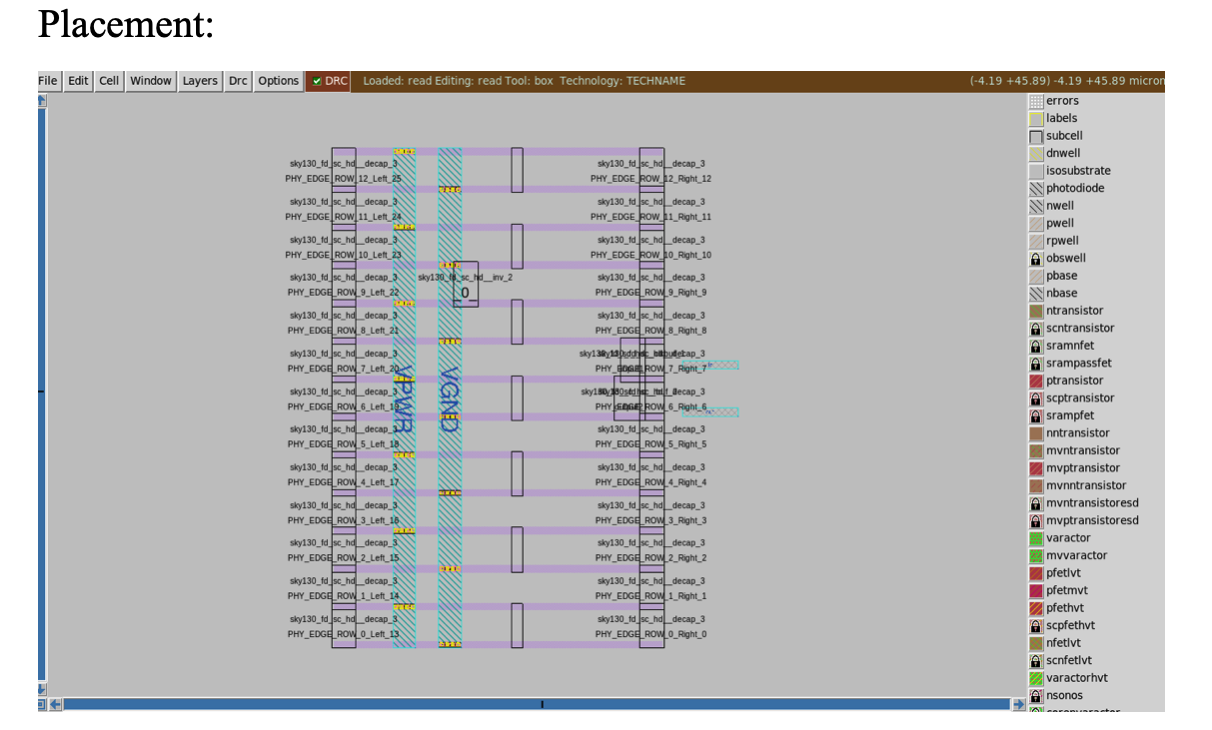 Placement:
File Edit Cell Window Layers Drc Options DRC Loaded: read Editing: read Tool: box Technology: TECHNAME (-4.19 +45.89) -4.19 +45.89 micron
sky130_fd_sc_hd__decap_3 sky130_fd_sc_hd__decap_3
PHY_EDGE_ROW_12_Left_25 PHY_EDGE_ROW_12_Right_12
sky130_fd_sc_hd__decap_3 sky130_fd_sc_hd__decap_3
PHY_EDGE_ROW_11_Left_24 PHY_EDGE_ROW_11_Right_11
sky130_fd_sc_hd__decap_3 sky130_fd_sc_hd__decap_3
PHY_EDGE_ROW_10_Left_23 PHY_EDGE_ROW_10_Right_10
sky130_fd_sc_hd__decap_3 sky130_fd_sc_hd__inv_2 sky130_fd_sc_hd__decap_3
PHY_EDGE_ROW_9_Left_22 _0_ PHY_EDGE_ROW_9_Right_9
sky130_fd_sc_hd__decap_3 sky130_fd_sc_hd__decap_3
PHY_EDGE_ROW_8_Left_21 PHY_EDGE_ROW_8_Right_8
sky130_fd_sc_hd__decap_3
PHY_EDGE_ROW_7_Left_20 PHY_EDGE_ROW_7_Right_7
sky130_fd_sc_hd__decap_3
PHY_EDGE_ROW_6_Left_19 PHY_EDGE_ROW_6_Right_6
VPWR VGND
sky130_fd_sc_hd__decap_3 sky130_fd_sc_hd__decap_3
PHY_EDGE_ROW_5_Left_18 PHY_EDGE_ROW_5_Right_5
sky130_fd_sc_hd__decap_3 sky130_fd_sc_hd__decap_3
PHY_EDGE_ROW_4_Left_17 PHY_EDGE_ROW_4_Right_4
sky130_fd_sc_hd__decap_3 sky130_fd_sc_hd__decap_3
PHY_EDGE_ROW_3_Left_16 PHY_EDGE_ROW_3_Right_3
sky130_fd_sc_hd__decap_3 sky130_fd_sc_hd__decap_3
PHY_EDGE_ROW_2_Left_15 PHY_EDGE_ROW_2_Right_2
sky130_fd_sc_hd__decap_3 sky130_fd_sc_hd__decap_3
PHY_EDGE_ROW_1_Left_14 PHY_EDGE_ROW_1_Right_1
sky130_fd_sc_hd__decap_3 sky130_fd_sc_hd__decap_3
PHY_EDGE_ROW_0_Left_13 PHY_EDGE_ROW_0_Right_0
errors
labels
subcell
dnwell
isosubstrate
photodiode
nwell
pwell
rpwell
obswell
pbase
nbase
ntransistor
scntransistor
sramnfet
srampassfet
ptransistor
scptransistor
srampfet
nntransistor
mvntransistor
mvptransistor
mvnntransistor
mvntransistoresd
mvptransistoresd
varactor
mvvaractor
pfetlvt
pfetmvt
pfethvt
scpfethvt
nfetlvt
scnfetlvt
varactorhvt
nsonos